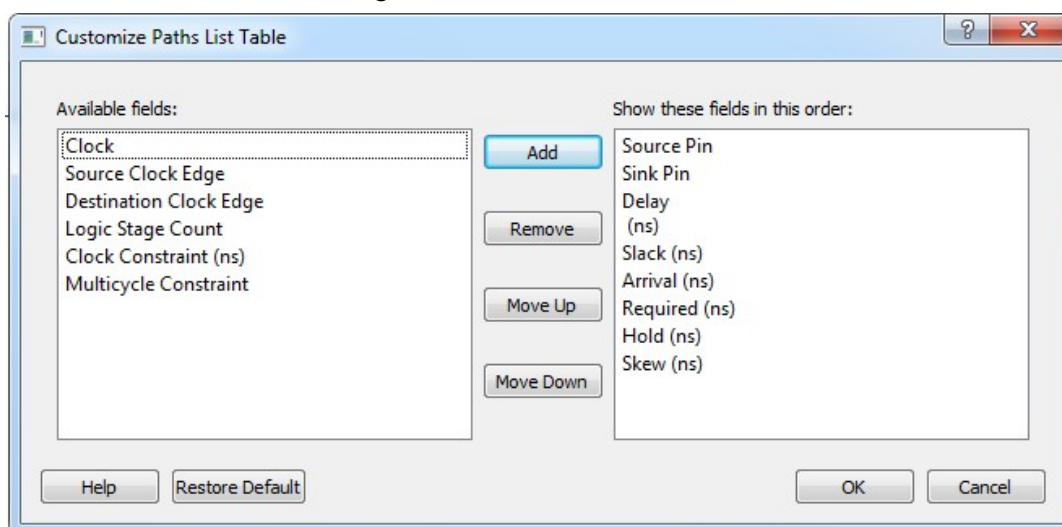 Customize Paths List Table
Available fields:
Clock
Source Clock Edge
Destination Clock Edge
Logic Stage Count
Clock Constraint (ns)
Multicycle Constraint
Add
Remove
Move Up
Move Down
Show these fields in this order:
Source Pin
Sink Pin
Delay
(ns)
Slack (ns)
Arrival (ns)
Required (ns)
Hold (ns)
Skew (ns)
Help
Restore Default
OK
Cancel